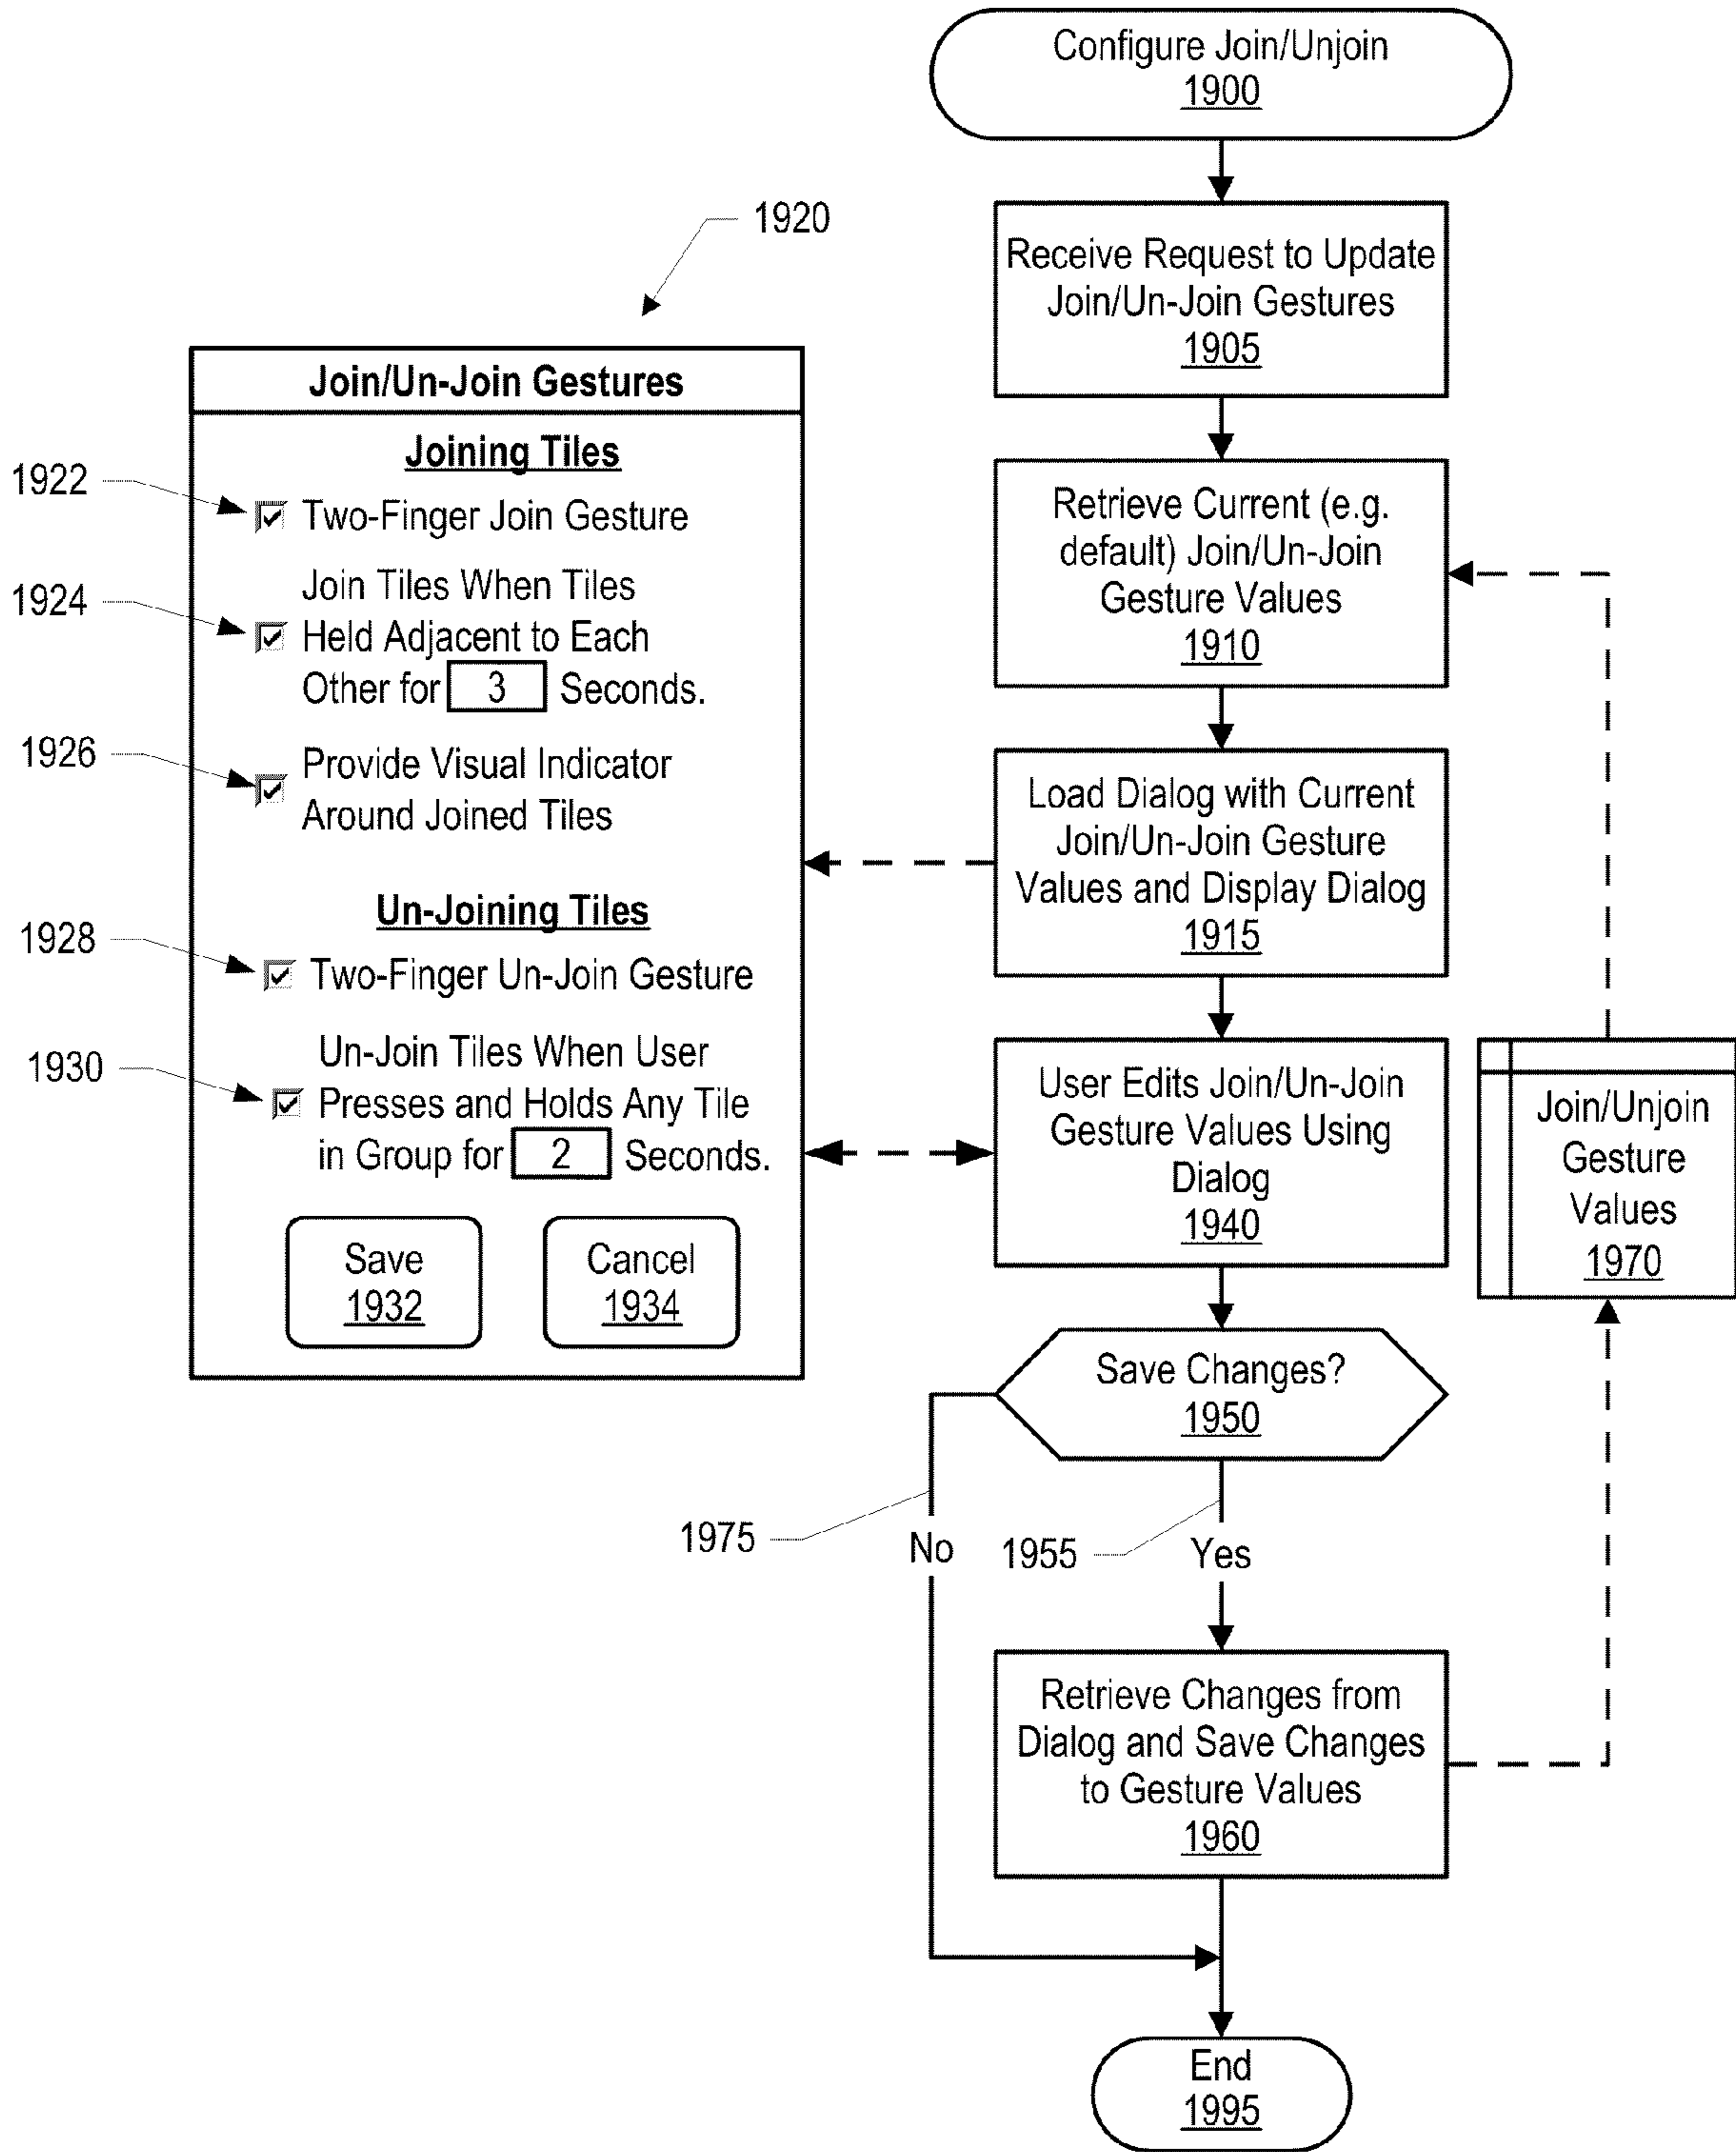 Configure Join/Unjoin
1900
Receive Request to Update
Join/Un-Join Gestures
1905
Retrieve Current (e.g.
default) Join/Un-Join
Gesture Values
1910
Load Dialog with Current
Join/Un-Join Gesture
Values and Display Dialog
1915
User Edits Join/Un-Join
Gesture Values Using
Dialog
1940
Save Changes?
1950
1975
No
1955
Yes
Retrieve Changes from
Dialog and Save Changes
to Gesture Values
1960
End
1995
Join/Unjoin
Gesture
Values
1970
1920
Join/Un-Join Gestures
Joining Tiles
1922
Two-Finger Join Gesture
1924
Join Tiles When Tiles
Held Adjacent to Each
Other for 3 Seconds.
1926
Provide Visual Indicator
Around Joined Tiles
Un-Joining Tiles
1928
Two-Finger Un-Join Gesture
1930
Un-Join Tiles When User
Presses and Holds Any Tile
in Group for 2 Seconds.
Save
1932
Cancel
1934